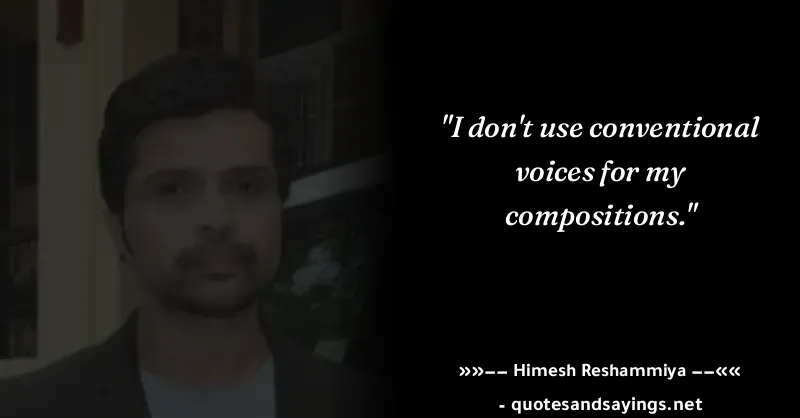 "I don't use conventional
voices for my
compositions."
»»–– Himesh Reshammiya ––««
- quotesandsayings.net